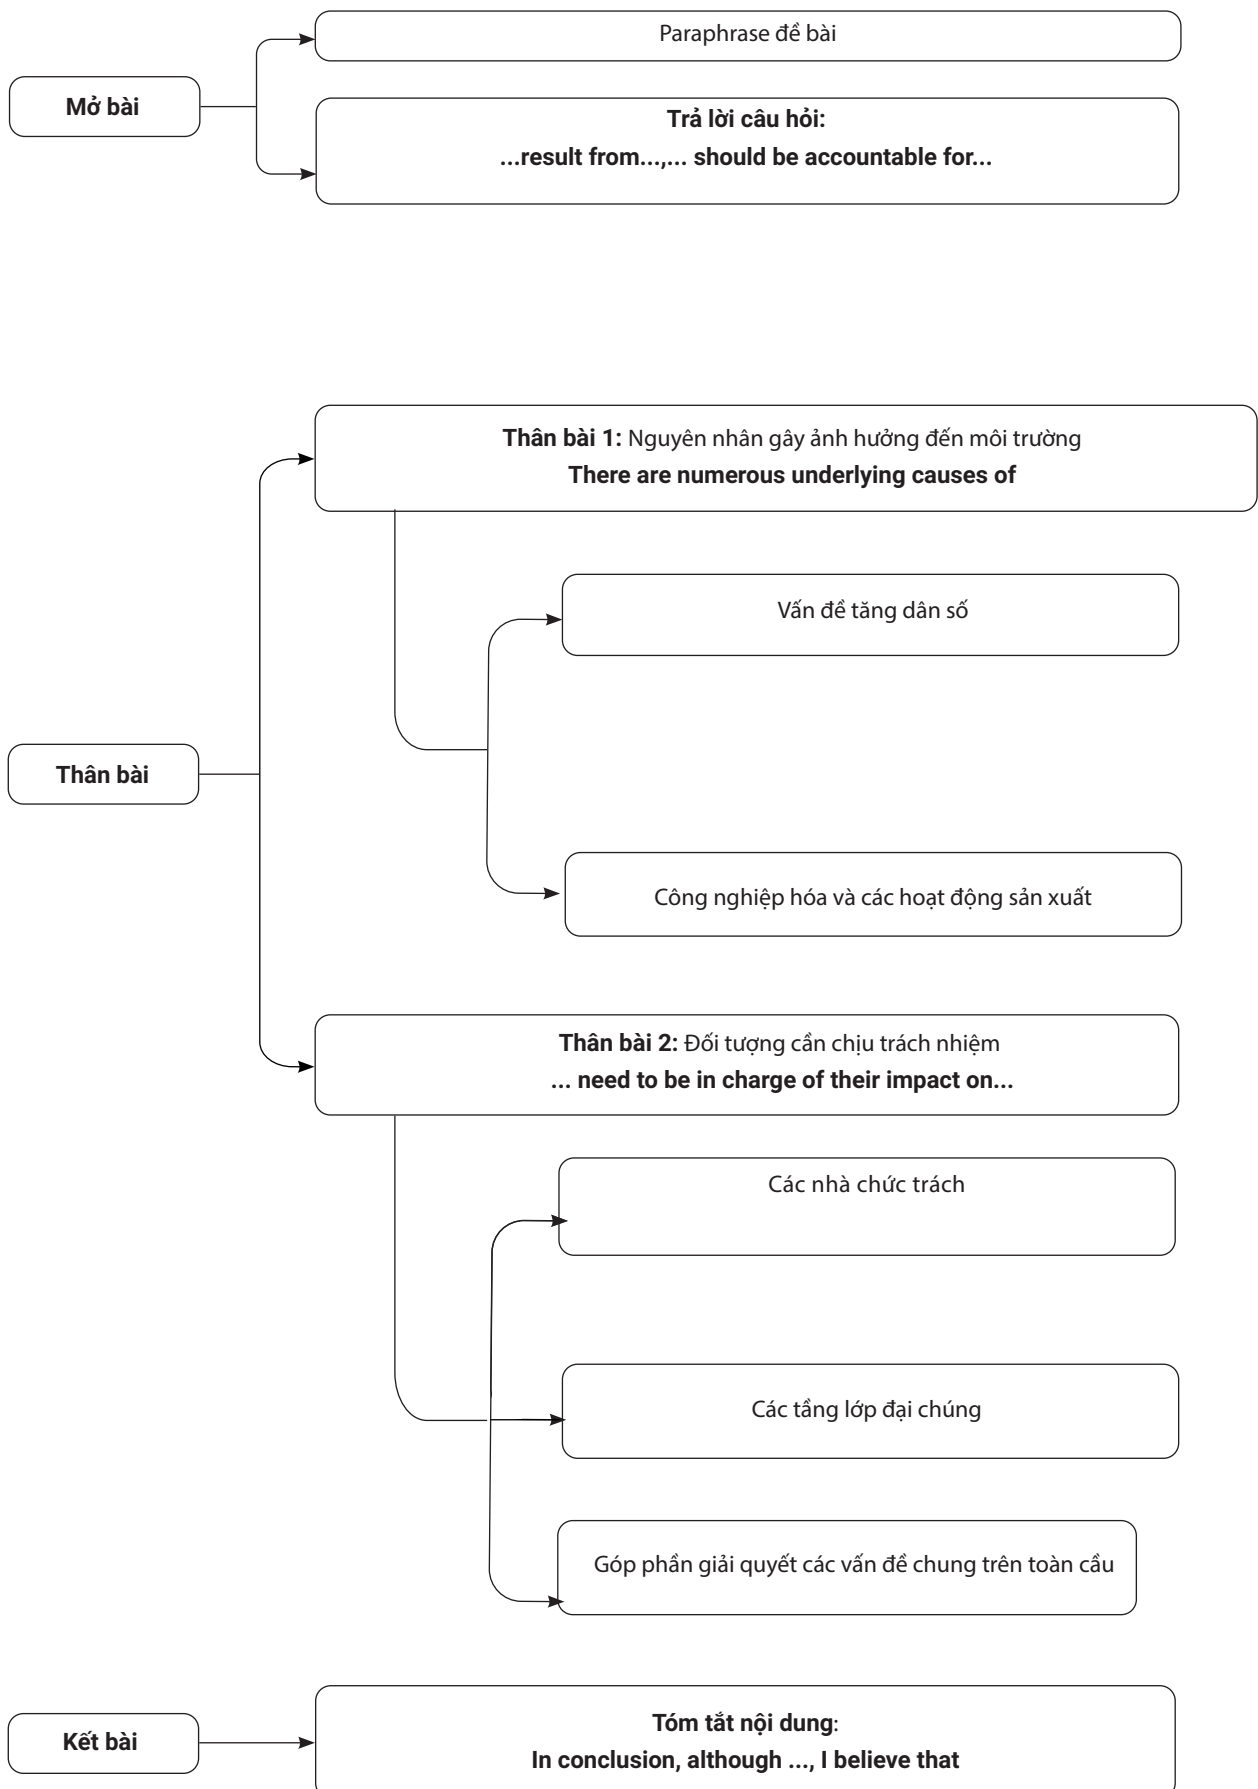 Paraphrase đề bài
Mở bài
Trả lời câu hỏi:
...result from...,... should be accountable for...
Thân bài 1: Nguyên nhân gây ảnh hưởng đến môi trường
There are numerous underlying causes of
Vấn đề tăng dân số
Thân bài
Công nghiệp hóa và các hoạt động sản xuất
Thân bài 2: Đối tượng cần chịu trách nhiệm
... need to be in charge of their impact on...
Các nhà chức trách
Các tầng lớp đại chúng
Góp phần giải quyết các vấn đề chung trên toàn cầu
Kết bài
Tóm tắt nội dung:
In conclusion, although ..., I believe that